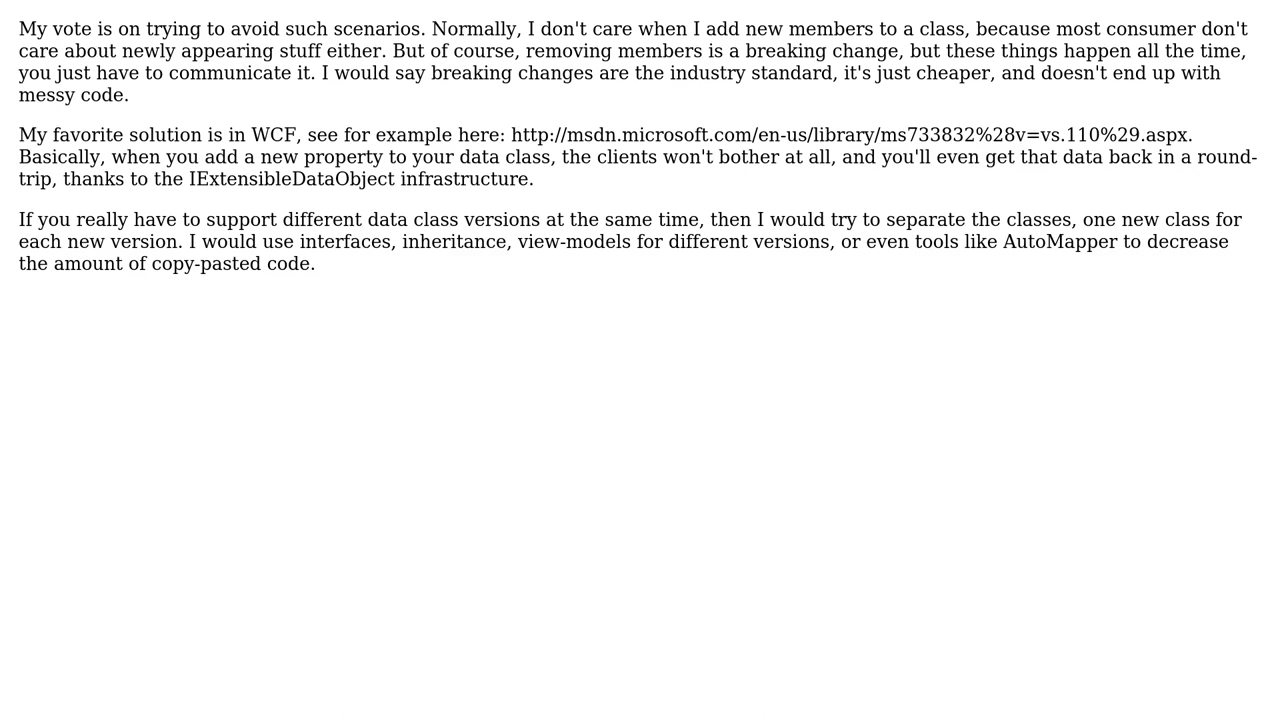 My vote is on trying to avoid such scenarios. Normally, I don't care when I add new members to a class, because most consumer don't
care about newly appearing stuff either. But of course, removing members is a breaking change, but these things happen all the time,
you just have to communicate it. I would say breaking changes are the industry standard, it's just cheaper, and doesn't end up with
messy code.
My favorite solution is in WCF, see for example here: http://msdn.microsoft.com/en-us/library/ms733832%28v=vs.110%29.aspx.
Basically, when you add a new property to your data class, the clients won't bother at all, and you'll even get that data back in a round-
trip, thanks to the IExtensibleDataObject infrastructure.
If you really have to support different data class versions at the same time, then I would try to separate the classes, one new class for
each new version. I would use interfaces, inheritance, view-models for different versions, or even tools like AutoMapper to decrease
the amount of copy-pasted code.